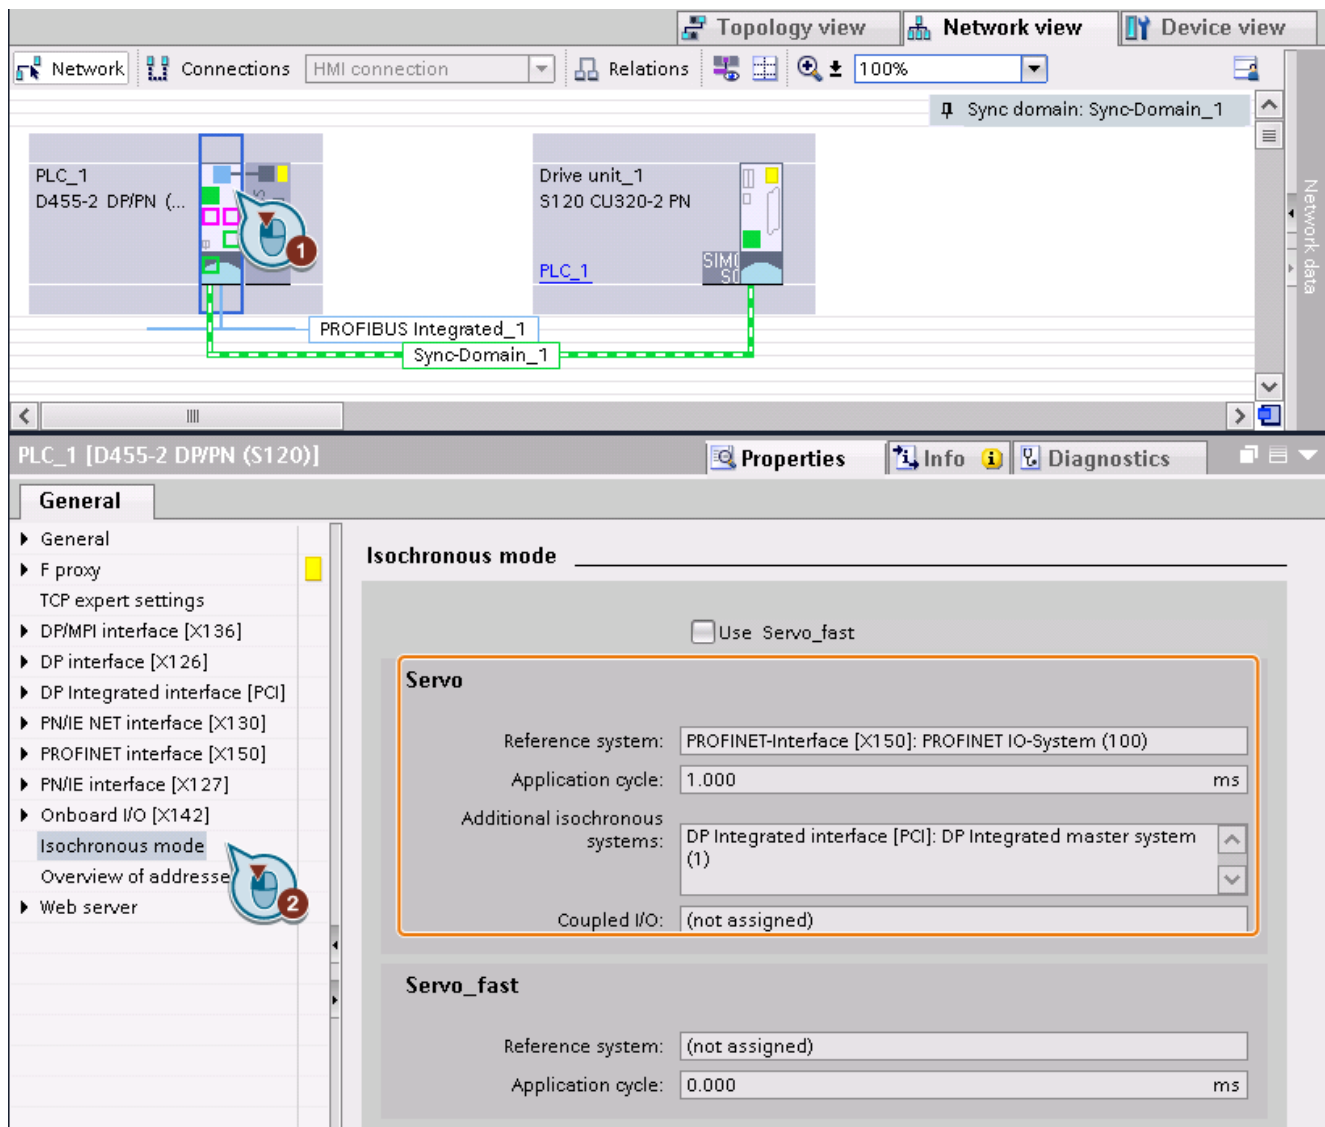 Topology view
Network view
Device view
Network
Connections
HMI connection
Relations
100%
Sync domain: Sync-Domain_1
PLC_1
D455-2 DP/PN (...
Drive unit_1
S120 CU320-2 PN
PLC_1
1
PROFIBUS Integrated_1
Sync-Domain_1
Network data
PLC_1 [D455-2 DP/PN (S120)]
Properties
Info
Diagnostics
General
General
F proxy
TCP expert settings
DP/MPI interface [X136]
DP interface [X126]
DP Integrated interface [PCI]
PN/IE NET interface [X130]
PROFINET interface [X150]
PN/IE interface [X127]
Onboard I/O [X142]
Isochronous mode
Overview of addresse
2
Web server
Isochronous mode
Use Servo_fast
Servo
Reference system: PROFINET-Interface [X150]: PROFINET IO-System (100)
Application cycle: 1.000 ms
Additional isochronous
systems: DP Integrated interface [PCI]: DP Integrated master system
(1)
Coupled I/O: (not assigned)
Servo_fast
Reference system: (not assigned)
Application cycle: 0.000 ms